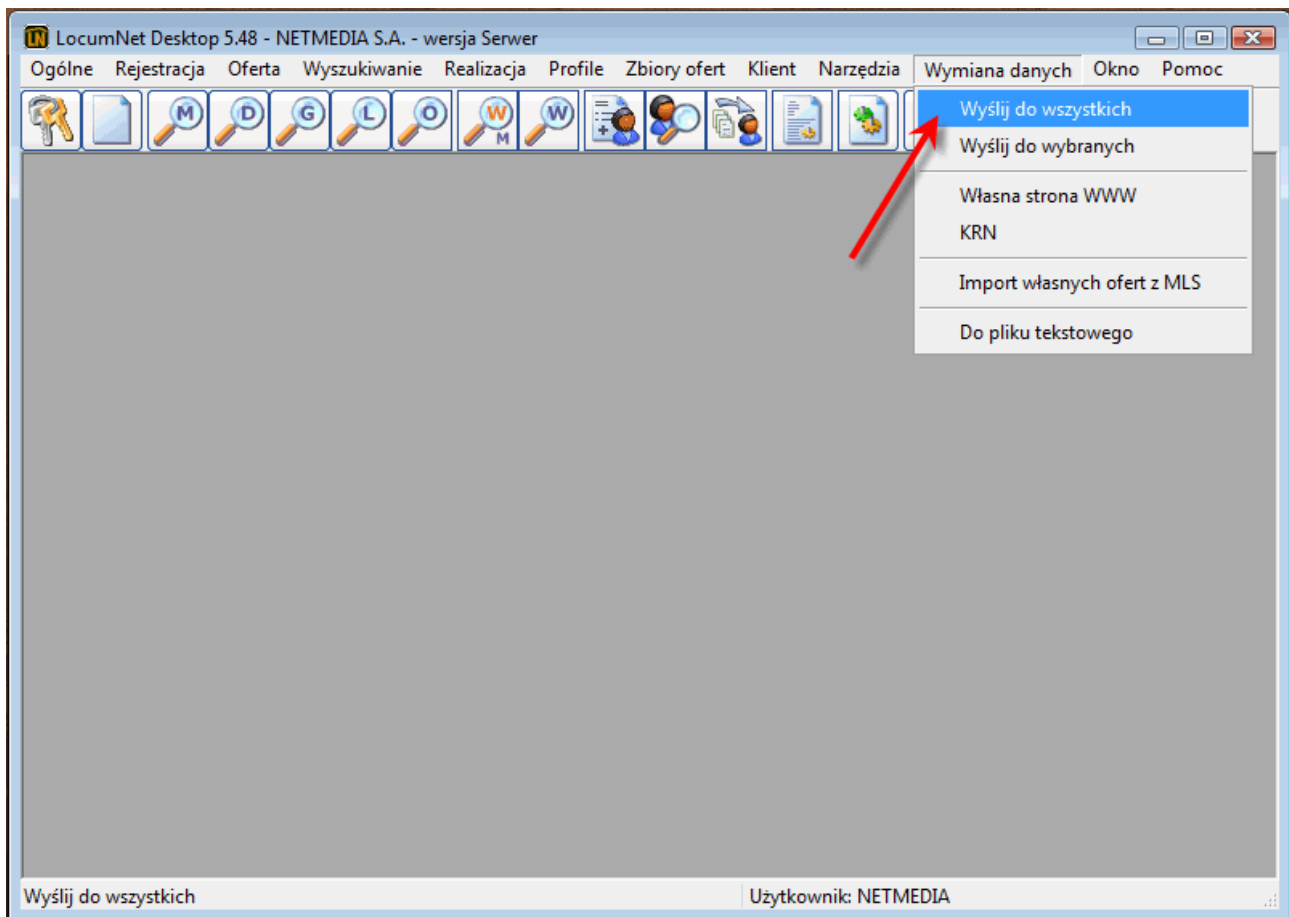 LocumNet Desktop 5.48 - NETMEDIA S.A. - wersja Serwer
Ogólne Rejestracja Oferta Wyszukiwanie Realizacja Profile Zbiory ofert Klient Narzędzia Wymiana danych Okno Pomoc
M D G L O W M W
Wyślij do wszystkich
Wyślij do wybranych
Własna strona WWW
KRN
Import własnych ofert z MLS
Do pliku tekstowego
Wyślij do wszystkich Użytkownik: NETMEDIA